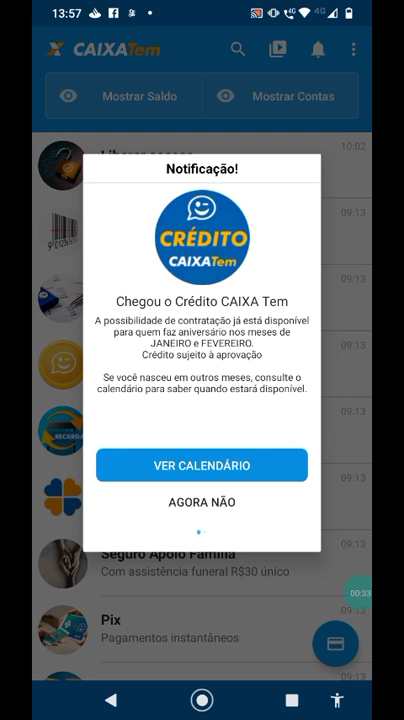 13:57
4G
4G
CAIXATem
Mostrar Saldo
Mostrar Contas
10:02
Notificação!
09:13
CRÉDITO
CAIXATem
Chegou o Crédito CAIXA Tem
09:13
A possibilidade de contratação já está disponível
para quem faz aniversário nos meses de
JANEIRO e FEVEREIRO.
Crédito sujeito à aprovação
09:13
Se você nasceu em outros meses, consulte o
calendário para saber quando estará disponível.
09:13
RECARGA
VER CALENDÁRIO
09:13
AGORA NÃO
09:13
Seguro Apoio Família
Com assistência funeral R$30 único
00:33
09:13
Pix
Pagamentos instantâneos